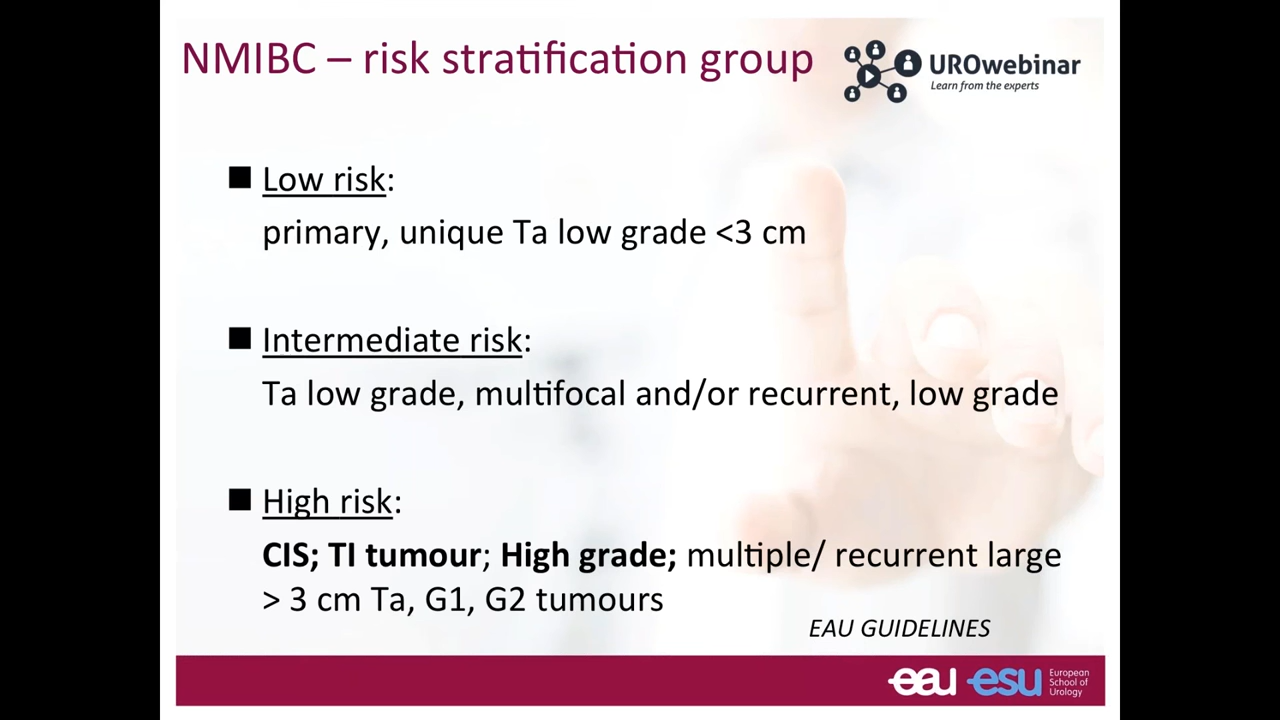 NMIBC – risk stratification group
UROwebinar
Learn from the experts
Low risk:
primary, unique Ta low grade <3 cm
Intermediate risk:
Ta low grade, multifocal and/or recurrent, low grade
High risk:
CIS; TI tumour; High grade; multiple/ recurrent large
> 3 cm Ta, G1, G2 tumours
EAU GUIDELINES
eau esu
European
School of
Urology